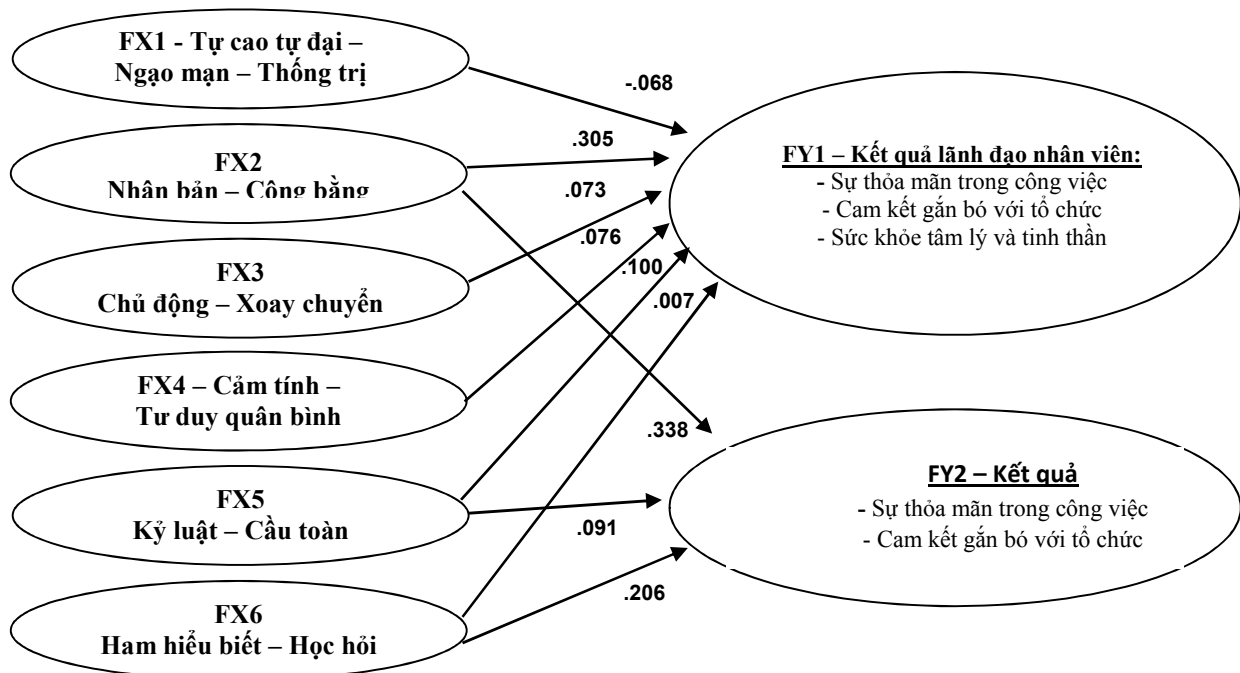 FX1 - Tự cao tự đại –
Ngạo mạn – Thống trị
FX2
Nhân bản – Công bằng
FX3
Chủ động – Xoay chuyển
FX4 – Cảm tính –
Tư duy quân bình
FX5
Kỷ luật – Cầu toàn
FX6
Ham hiểu biết – Học hỏi
-.068
.305
.073
.076
.100
.007
.338
.091
.206
FY1 – Kết quả lãnh đạo nhân viên:
- Sự thỏa mãn trong công việc
- Cam kết gắn bó với tổ chức
- Sức khỏe tâm lý và tinh thần
FY2 – Kết quả
- Sự thỏa mãn trong công việc
- Cam kết gắn bó với tổ chức